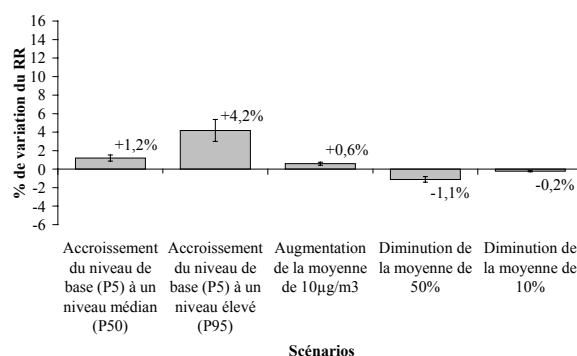 % de variation du RR
16
14
12
10
8
6
4
2
0
-2
-4
-6
+1,2%
+4,2%
+0,6%
-1,1%
-0,2%
Accroissement
du niveau de
base (P5) à un
niveau médian
(P50)
Accroissement
du niveau de
base (P5) à un
niveau élevé
(P95)
Augmentation
de la moyenne
de 10µg/m3
Diminution de
la moyenne de
50%
Diminution de
la moyenne de
10%
Scénarios